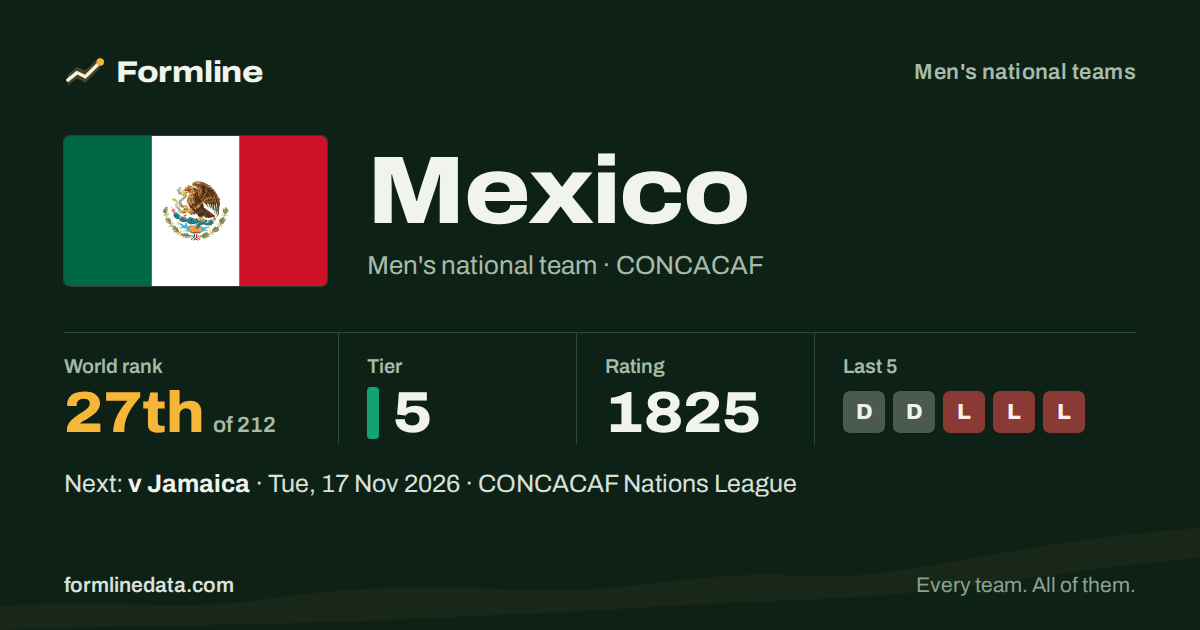 Formline
Men's national teams
Mexico
Men's national team · CONCACAF
World rank
27th of 212
Tier
5
Rating
1825
Last 5
D D L L L
Next: v Jamaica · Tue, 17 Nov 2026 · CONCACAF Nations League
formlinedata.com
Every team. All of them.